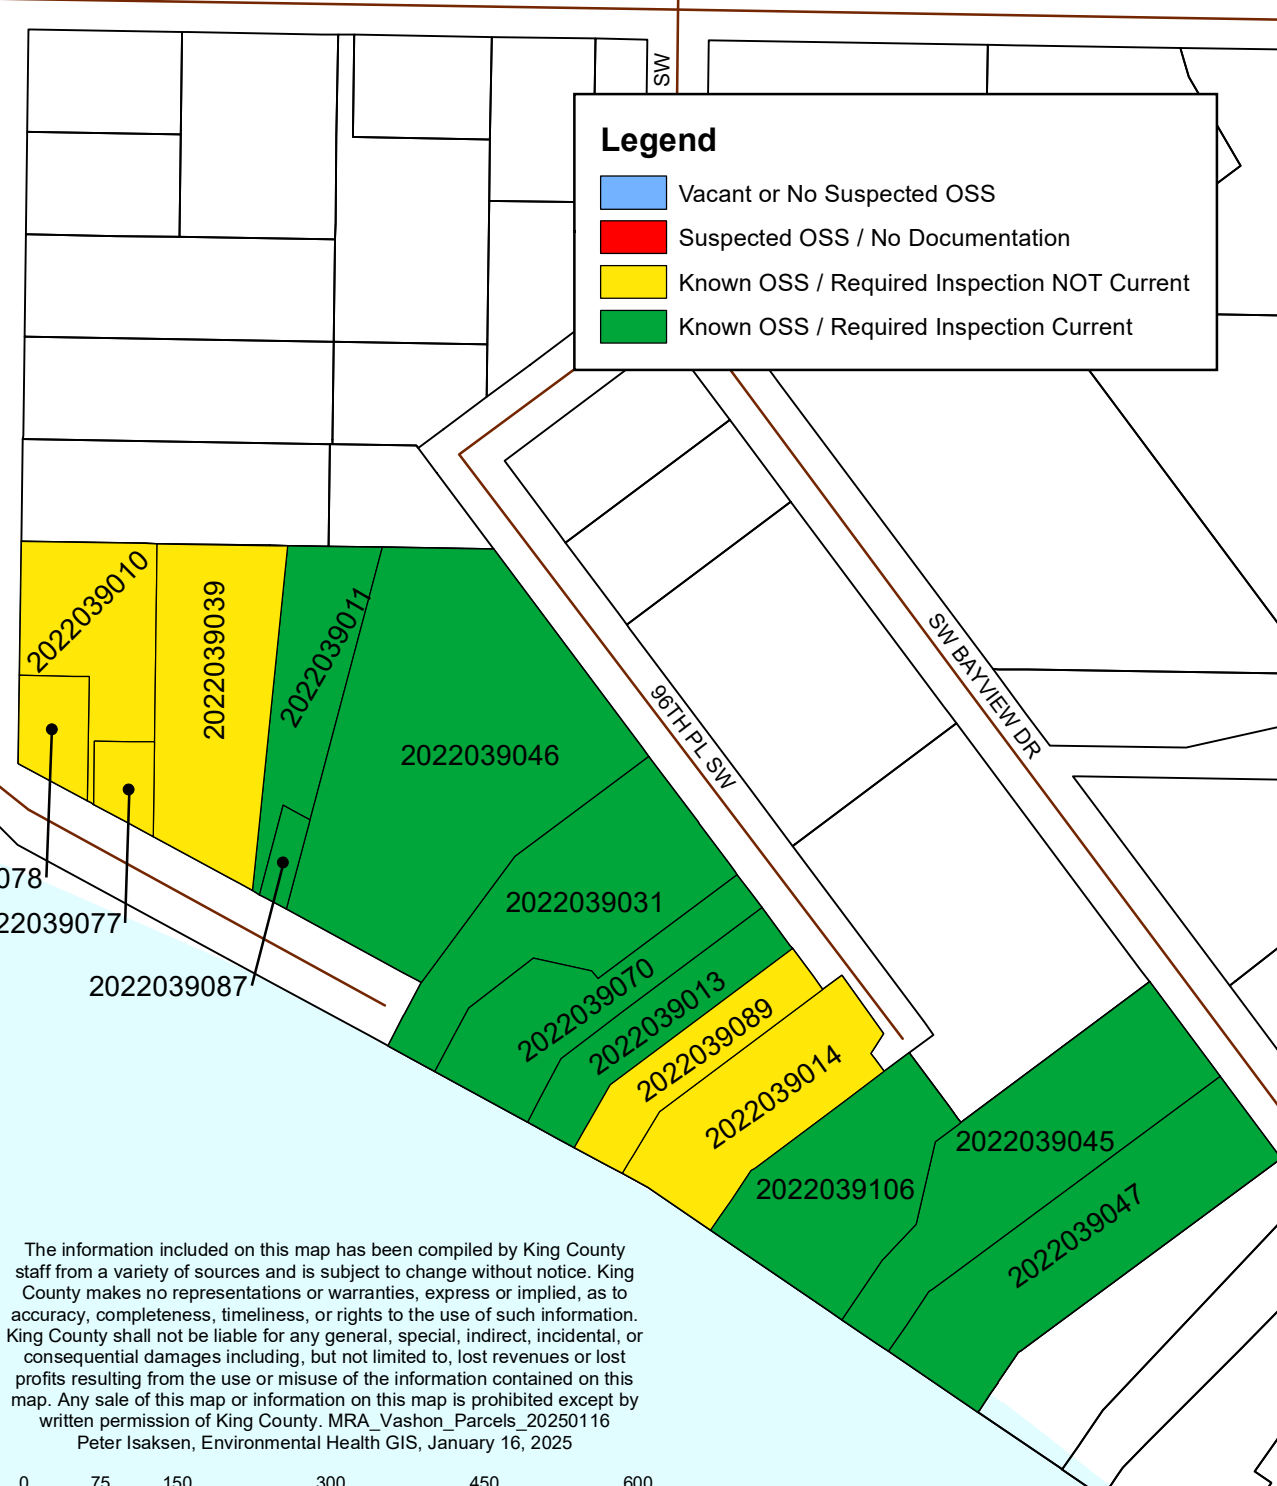 SW
Legend
Vacant or No Suspected OSS
Suspected OSS / No Documentation
Known OSS / Required Inspection NOT Current
Known OSS / Required Inspection Current
2022039010
2022039039
2022039011
2022039046
96TH PL SW
SW BAYVIEW DR
078
22039077
2022039087
2022039031
2022039070
2022039013
2022039089
2022039014
2022039106
2022039045
2022039047
The information included on this map has been compiled by King County
staff from a variety of sources and is subject to change without notice. King
County makes no representations or warranties, express or implied, as to
accuracy, completeness, timeliness, or rights to the use of such information.
King County shall not be liable for any general, special, indirect, incidental, or
consequential damages including, but not limited to, lost revenues or lost
profits resulting from the use or misuse of the information contained on this
map. Any sale of this map or information on this map is prohibited except by
written permission of King County. MRA_Vashon_Parcels_20250116
Peter Isaksen, Environmental Health GIS, January 16, 2025
0 75 150 300 450 600